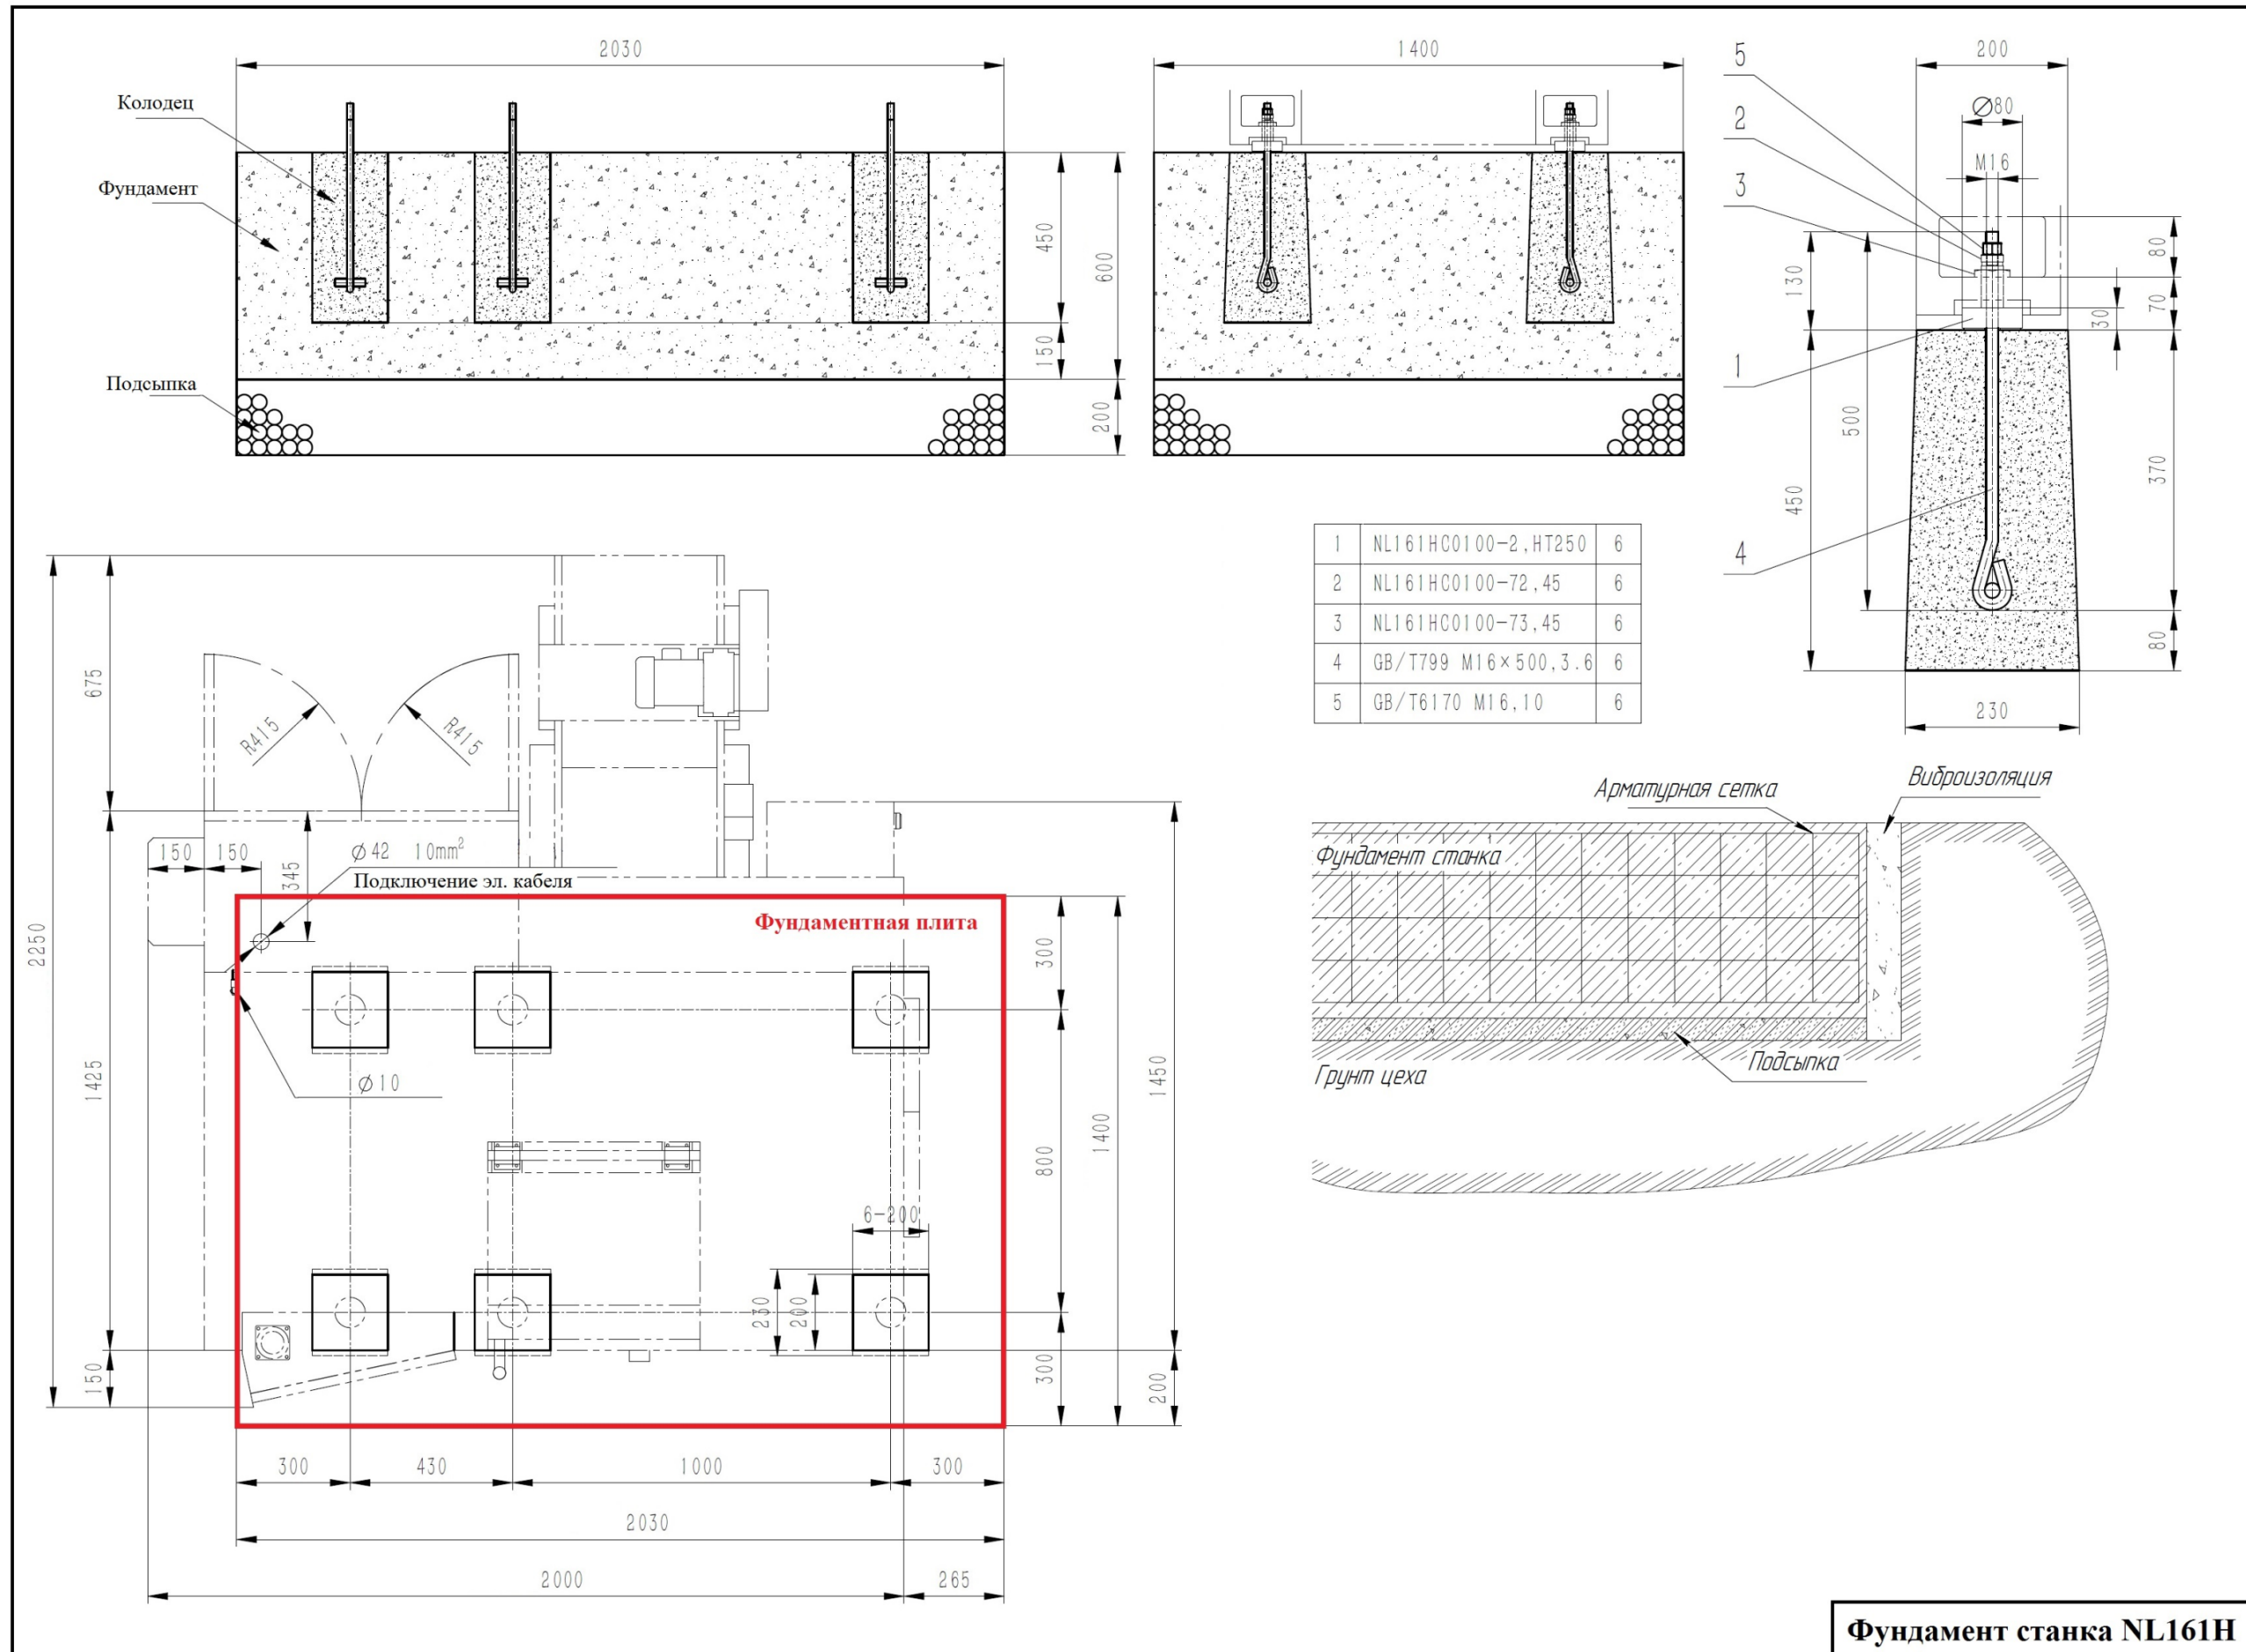 2030
Колодец
Фундамент
Подсыпка
450
600
150
200
1400
5
2
3
1
4
200
Ø80
M16
130
500
450
80
70
30
370
80
230
1 NL161HC0100-2,HT250 6
2 NL161HC0100-72,45 6
3 NL161HC0100-73,45 6
4 GB/T799 M16×500,3.6 6
5 GB/T6170 M16,10 6
2250
675
1425
150
R415
R415
150
150
345
Ø42 10mm²
Подключение эл. кабеля
Фундаментная плита
Ø10
6-200
230
200
300
800
300
1400
1450
200
300
430
1000
300
2030
2000
265
Арматурная сетка
Виброизоляция
Фундамент станка
Подсыпка
Грунт цеха
Фундамент станка NL161H